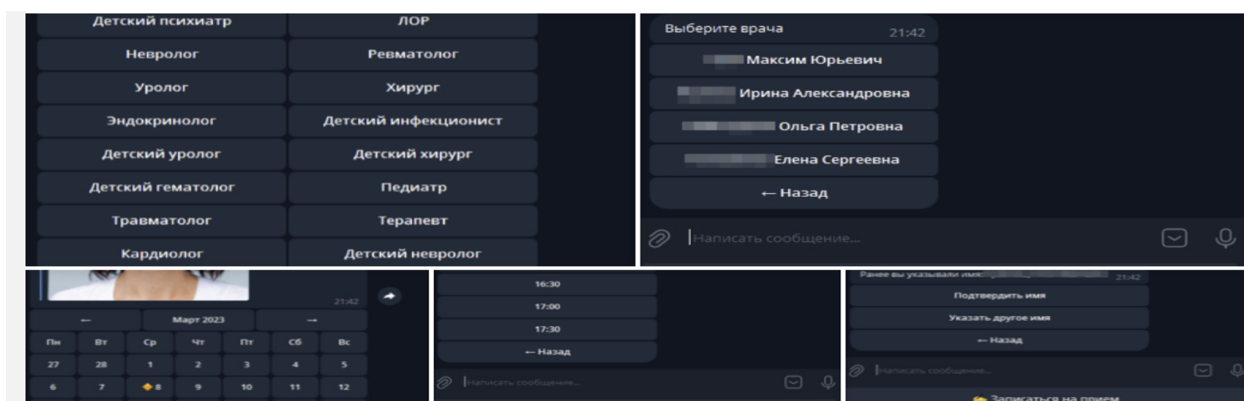 Детский психиатр ЛОР
Невролог Ревматолог
Уролог Хирург
Эндокринолог Детский инфекционист
Детский уролог Детский хирург
Детский гематолог Педиатр
Травматолог Терапевт
Кардиолог Детский невролог
Выберите врача 21:42
Максим Юрьевич
Ирина Александровна
Ольга Петровна
Елена Сергеевна
← Назад
Написать сообщение...
21:42
← Март 2023 →
Пн Вт Ср Чт Пт Сб Вс
27 28 1 2 3 4 5
6 7 8 9 10 11 12
16:30
17:00
17:30
← Назад
Написать сообщение...
Ранее вы указывали имя: 21:42
Подтвердить имя
Указать другое имя
← Назад
Написать сообщение...
Записаться на прием